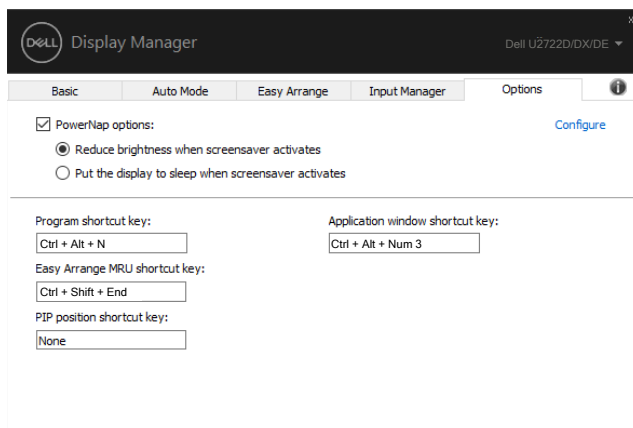 DELL Display Manager
Dell U2722D/DX/DE
Basic Auto Mode Easy Arrange Input Manager Options
PowerNap options: Configure
Reduce brightness when screensaver activates
Put the display to sleep when screensaver activates
Program shortcut key: Application window shortcut key:
Ctrl + Alt + N Ctrl + Alt + Num 3
Easy Arrange MRU shortcut key:
Ctrl + Shift + End
PIP position shortcut key:
None